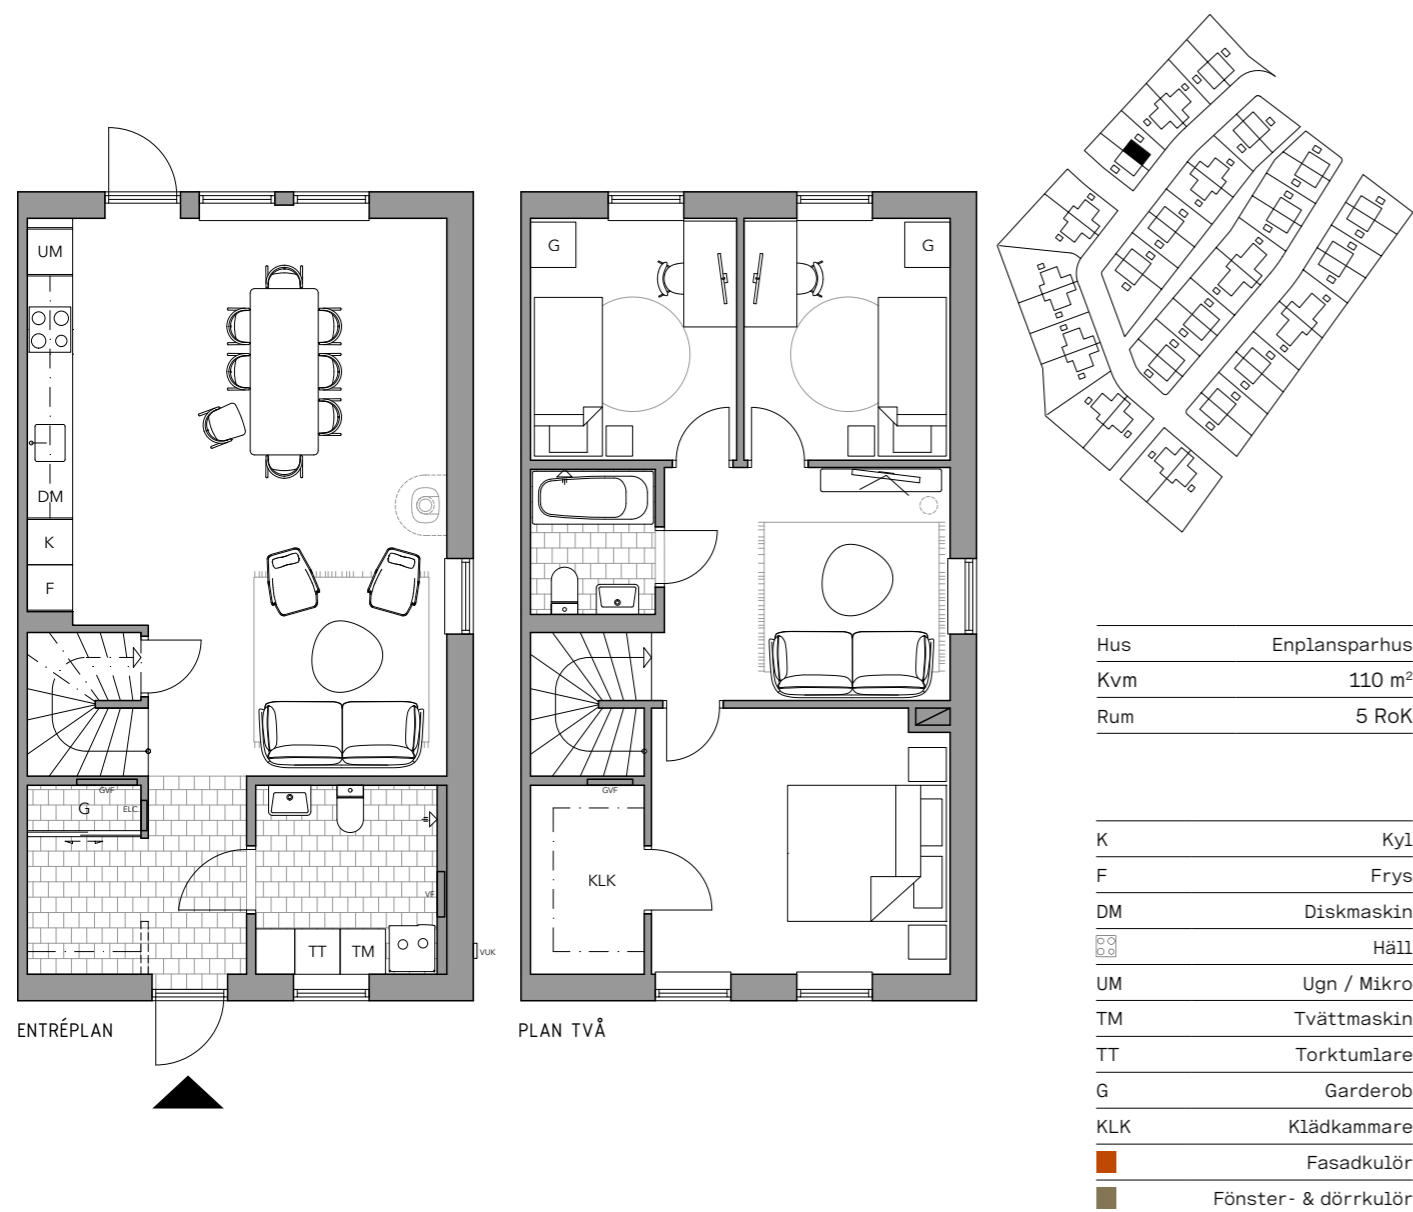 UM
DM
K
F
GVF
G
ELC
VF
TT
TM
VUK
ENTRÉPLAN
G
G
GVF
KLK
PLAN TVÅ
Hus Enplansparhus
Kvm 110 m²
Rum 5 RoK
K Kyl
F Frys
DM Diskmaskin
Häll
UM Ugn / Mikro
TM Tvättmaskin
TT Torktumlare
G Garderob
KLK Klädkammare
Fasadkulör
Fönster- & dörrkulör